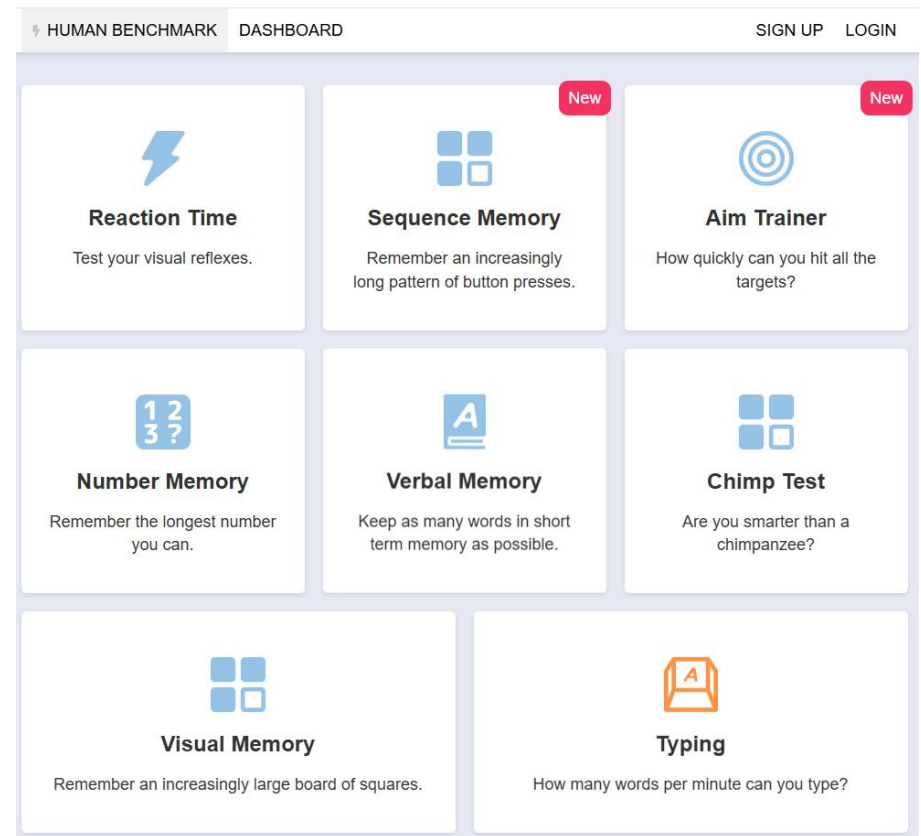 HUMAN BENCHMARK DASHBOARD SIGN UP LOGIN
New
New
Reaction Time
Test your visual reflexes.
Sequence Memory
Remember an increasingly
long pattern of button presses.
Aim Trainer
How quickly can you hit all the
targets?
1 2
3 ?
Number Memory
Remember the longest number
you can.
A
Verbal Memory
Keep as many words in short
term memory as possible.
Chimp Test
Are you smarter than a
chimpanzee?
Visual Memory
Remember an increasingly large board of squares.
A
Typing
How many words per minute can you type?